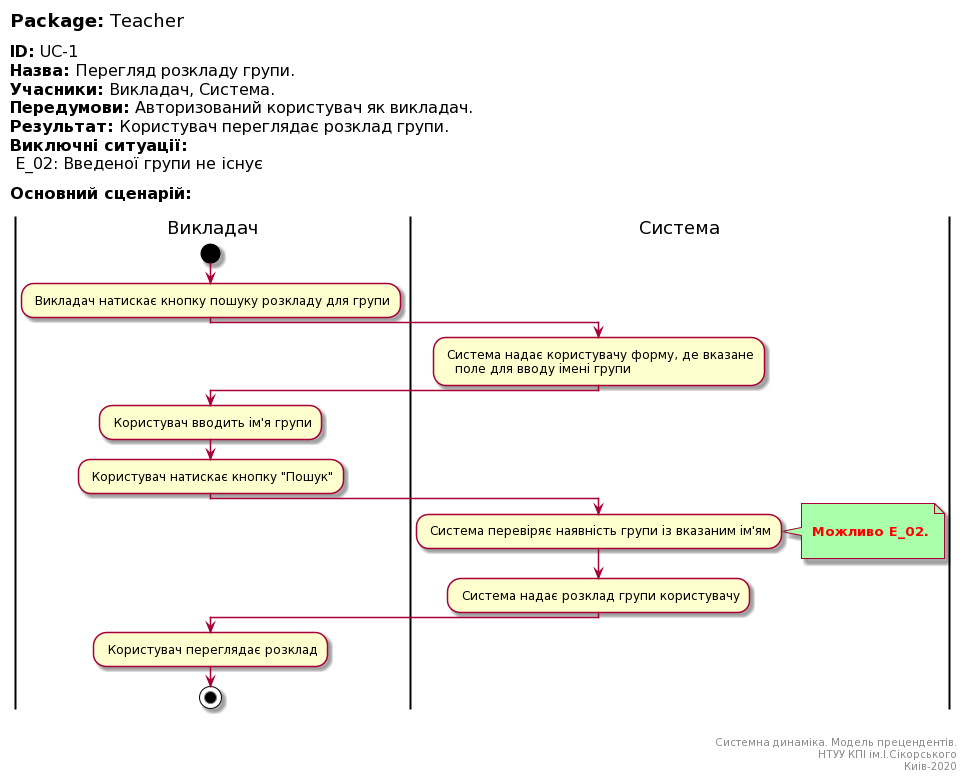 Package: Teacher
ID: UC-1
Назва: Перегляд розкладу групи.
Учасники: Викладач, Система.
Передумови: Авторизований користувач як викладач.
Результат: Користувач переглядає розклад групи.
Виключні ситуації:
E_02: Введеної групи не існує
Основний сценарій:
Викладач
Система
Викладач натискає кнопку пошуку розкладу для групи
Система надає користувачу форму, де вказане
поле для вводу імені групи
Користувач вводить ім'я групи
Користувач натискає кнопку "Пошук"
Система перевіряє наявність групи із вказаним ім'ям
Можливо E_02.
Система надає розклад групи користувачу
Користувач переглядає розклад
Системна динаміка. Модель прецендентів.
НТУУ КПІ ім.І.Сікорського
Киів-2020